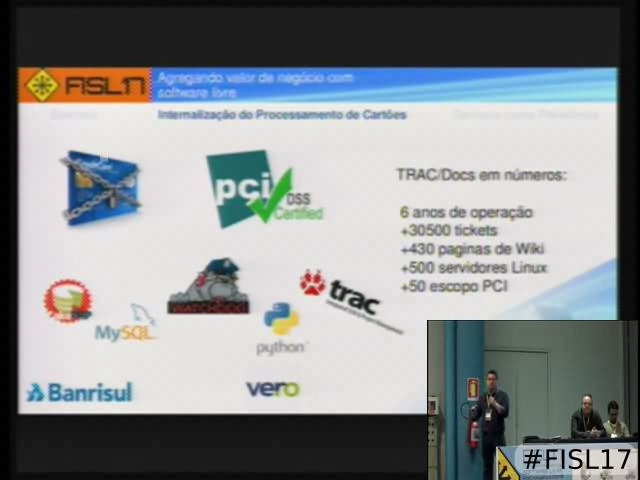 FISL17
Agregando valor de negócio com
software livre
Internalização do Processamento de Cartões
pci
DSS
Certified
TRAC/Docs em números:
6 anos de operação
+30500 tickets
+430 paginas de Wiki
+500 servidores Linux
+50 escopo PCI
WATCHDOG
MySQL
python
trac
Banrisul
vero
#FISL17